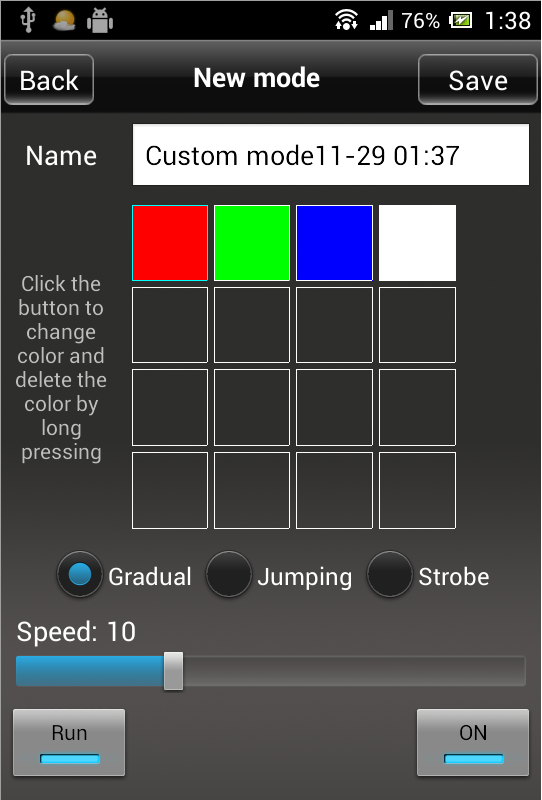 76% 1:38
Back New mode Save
Name Custom mode11-29 01:37
Click the
button to
change
color and
delete the
color by
long
pressing
Gradual Jumping Strobe
Speed: 10
Run ON